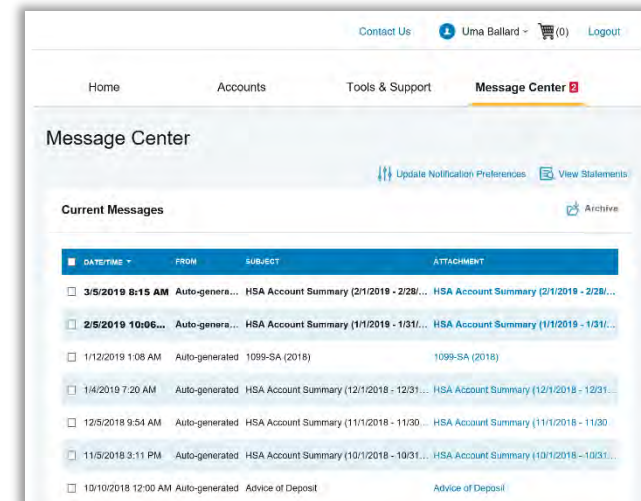 Contact Us Uma Ballard (0) Logout
Home Accounts Tools & Support Message Center 2
Message Center
Update Notification Preferences View Statements
Current Messages Archive
DATE/TIME FROM SUBJECT ATTACHMENT
3/5/2019 8:15 AM Auto-genera... HSA Account Summary (2/1/2019 - 2/28/... HSA Account Summary (2/1/2019 - 2/28/...
2/5/2019 10:06... Auto-genera... HSA Account Summary (1/1/2019 - 1/31/... HSA Account Summary (1/1/2019 - 1/31/...
1/12/2019 1:08 AM Auto-generated 1099-SA (2018) 1099-SA (2018)
1/4/2019 7:20 AM Auto-generated HSA Account Summary (12/1/2018 - 12/31... HSA Account Summary (12/1/2018 - 12/31...
12/5/2018 9:54 AM Auto-generated HSA Account Summary (11/1/2018 - 11/30... HSA Account Summary (11/1/2018 - 11/30...
11/5/2018 3:11 PM Auto-generated HSA Account Summary (10/1/2018 - 10/31... HSA Account Summary (10/1/2018 - 10/31...
10/10/2018 12:00 AM Auto-generated Advice of Deposit Advice of Deposit